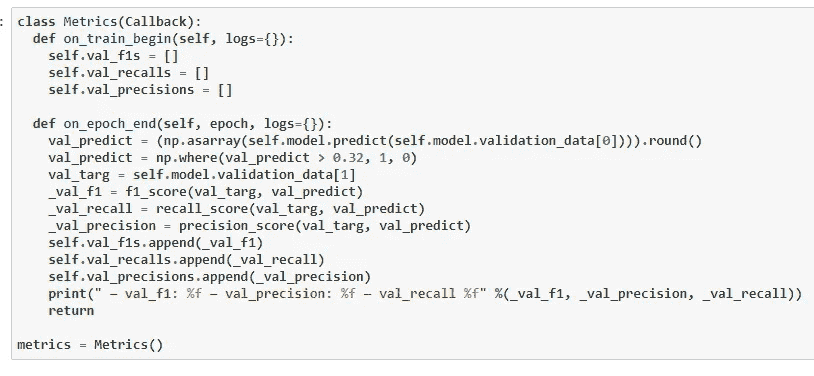 : class Metrics(Callback):
  def on_train_begin(self, logs={}):
    self.val_f1s = []
    self.val_recalls = []
    self.val_precisions = []

  def on_epoch_end(self, epoch, logs={}):
    val_predict = (np.asarray(self.model.predict(self.model.validation_data[0]))).round()
    val_predict = np.where(val_predict > 0.32, 1, 0)
    val_targ = self.model.validation_data[1]
    _val_f1 = f1_score(val_targ, val_predict)
    _val_recall = recall_score(val_targ, val_predict)
    _val_precision = precision_score(val_targ, val_predict)
    self.val_f1s.append(_val_f1)
    self.val_recalls.append(_val_recall)
    self.val_precisions.append(_val_precision)
    print(" — val_f1: %f — val_precision: %f — val_recall %f" %(_val_f1, _val_precision, _val_recall))
    return

metrics = Metrics()